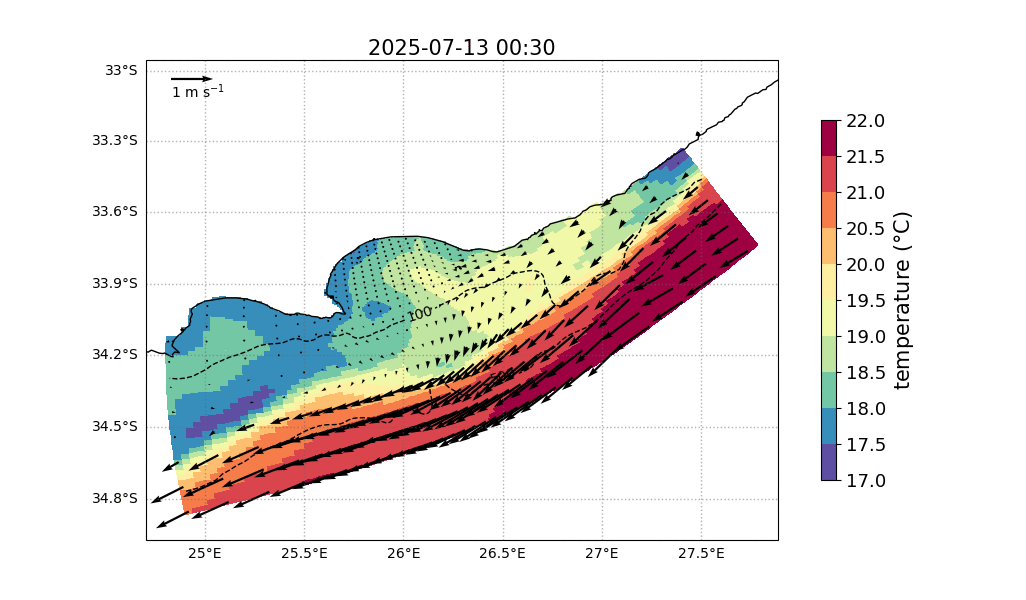 2025-07-13 00:30
1 m s⁻¹
33°S
33.3°S
33.6°S
33.9°S
34.2°S
34.5°S
34.8°S
100
25°E
25.5°E
26°E
26.5°E
27°E
27.5°E
22.0
21.5
21.0
20.5
20.0
19.5
19.0
18.5
18.0
17.5
17.0
temperature (°C)